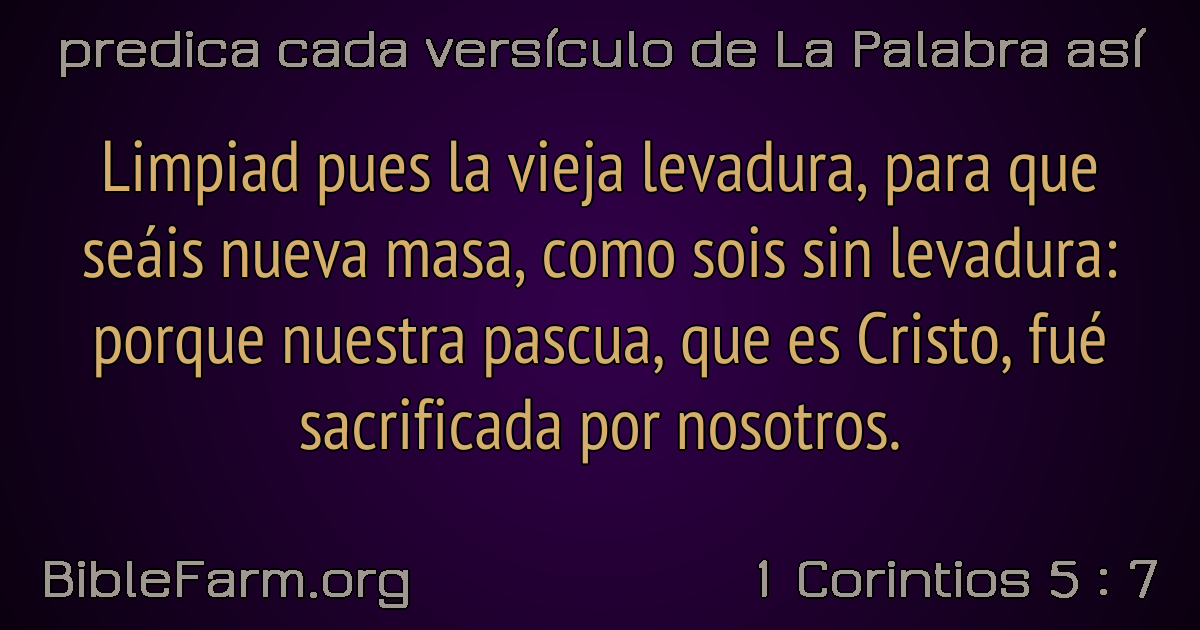 predica cada versículo de La Palabra así
Limpiad pues la vieja levadura, para que
seáis nueva masa, como sois sin levadura:
porque nuestra pascua, que es Cristo, fué
sacrificada por nosotros.
BibleFarm.org
1 Corintios 5 : 7